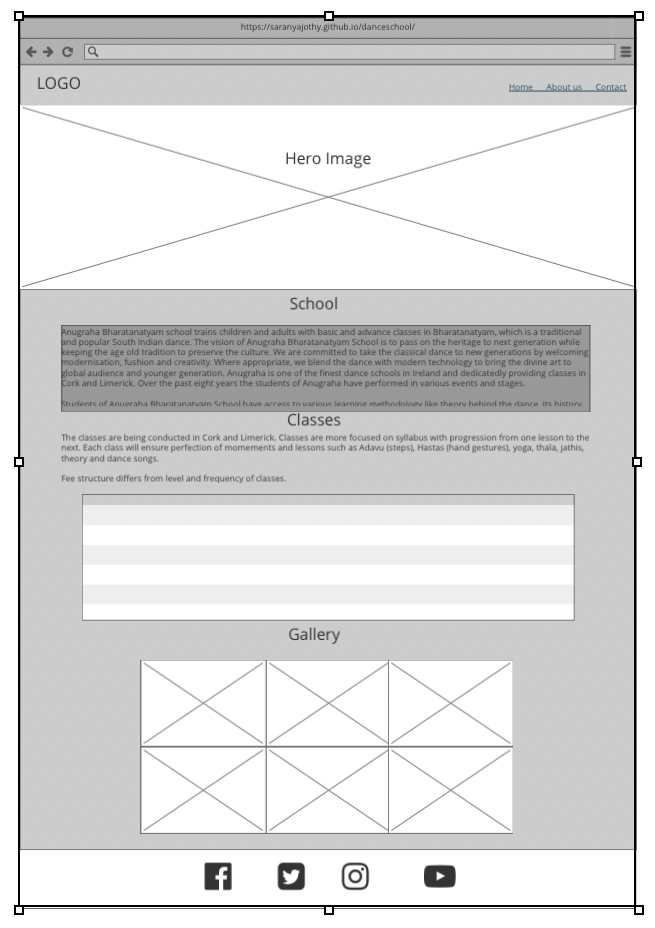 https://saranyajothy.github.io/danceschool/
LOGO
Home About us Contact
Hero Image
School
Anugraha Bharatanatyam school trains children and adults with basic and advance classes in Bharatanatyam, which is a traditional
and popular South Indian dance. The vision of Anugraha Bharatanatyam School is to pass on the heritage to next generation while
keeping the age old tradition to preserve the culture. We are committed to take the classical dance to new generations by welcoming
modernisation, fushion and creativity. Where appropriate, we blend the dance with modern technology to bring the divine art to
global audience and younger generation. Anugraha is one of the finest dance schools in Ireland and dedicatedly providing classes in
Cork and Limerick. Over the past eight years the students of Anugraha have performed in various events and stages.
Students of Anugraha Bharatanatyam School have access to various learning methodology like theory behind the dance, its history,
Classes
The classes are being conducted in Cork and Limerick. Classes are more focused on syllabus with progression from one lesson to the
next. Each class will ensure perfection of momements and lessons such as Adavu (steps), Hastas (hand gestures), yoga, thala, jathis,
theory and dance songs.
Fee structure differs from level and frequency of classes.
Gallery